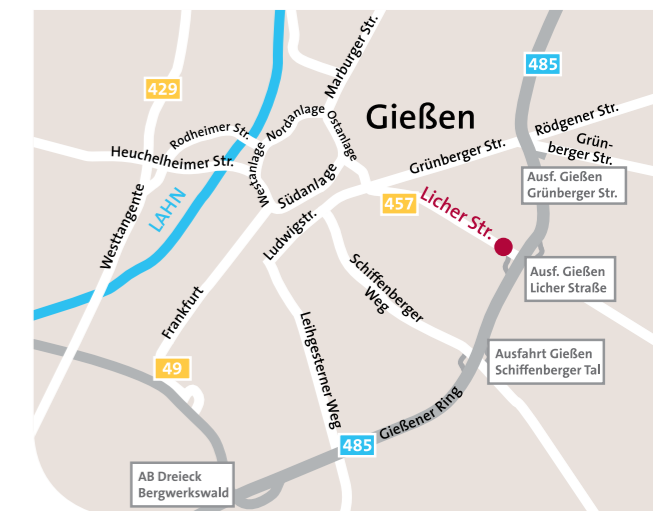 485
429
Marburger Str.
Gießen
Nordanlage
Ostanlage
Rödgener Str.
Rodheimer Str.
Grün-
berger Str.
Heuchelheimer Str.
Westanlage
Grünberger Str.
Südanlage
Ausf. Gießen
Grünberger Str.
Westtangente
LAHN
457
Licher Str.
Ludwigstr.
Ausf. Gießen
Licher Straße
Schiffenberger
Weg
Frankfurt
Leihgesterner Weg
Ausfahrt Gießen
Schiffenberger Tal
49
Gießener Ring
485
AB Dreieck
Bergwerkswald